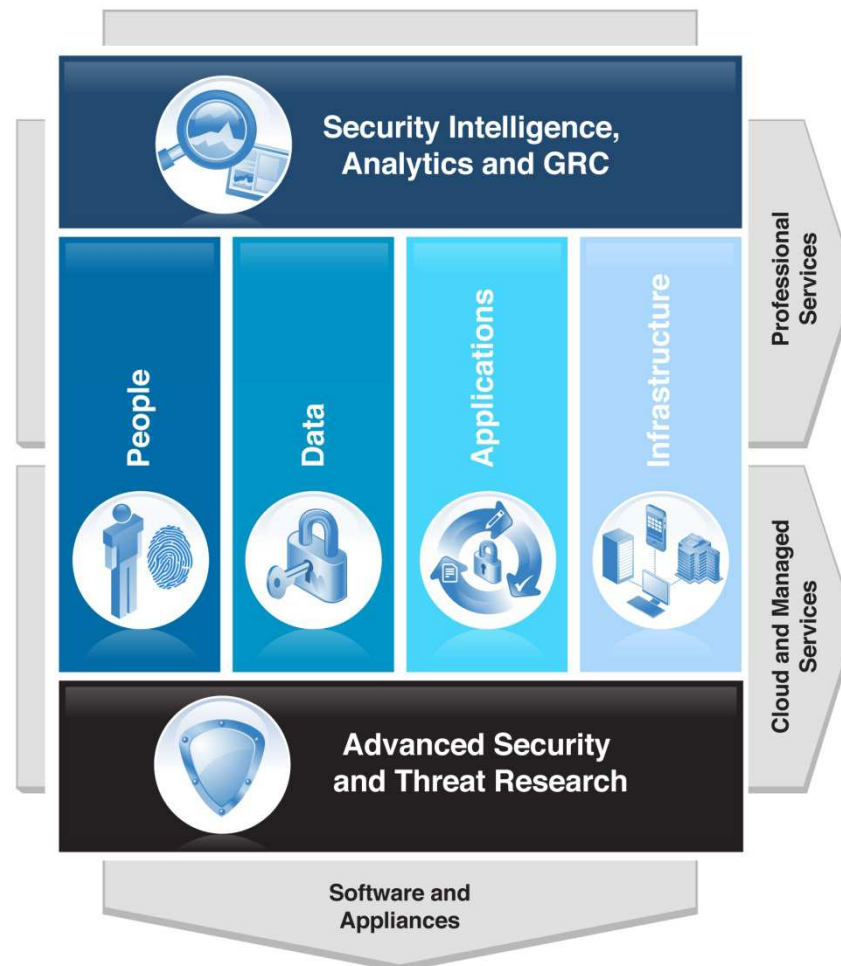 Security Intelligence,
Analytics and GRC
People
Data
Applications
Infrastructure
Professional
Services
Cloud and Managed
Services
Advanced Security
and Threat Research
Software and
Appliances